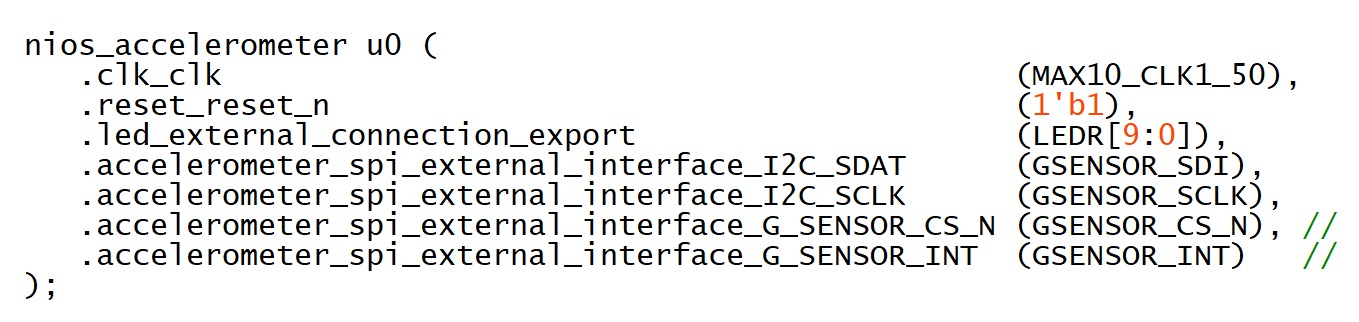 nios_accelerometer u0 (
.clk_clk (MAX10_CLK1_50),
.reset_reset_n (1'b1),
.led_external_connection_export (LEDR[9:0]),
.accelerometer_spi_external_interface_I2C_SDAT (GSENSOR_SDI),
.accelerometer_spi_external_interface_I2C_SCLK (GSENSOR_SCLK),
.accelerometer_spi_external_interface_G_SENSOR_CS_N (GSENSOR_CS_N), //
.accelerometer_spi_external_interface_G_SENSOR_INT (GSENSOR_INT) //
);